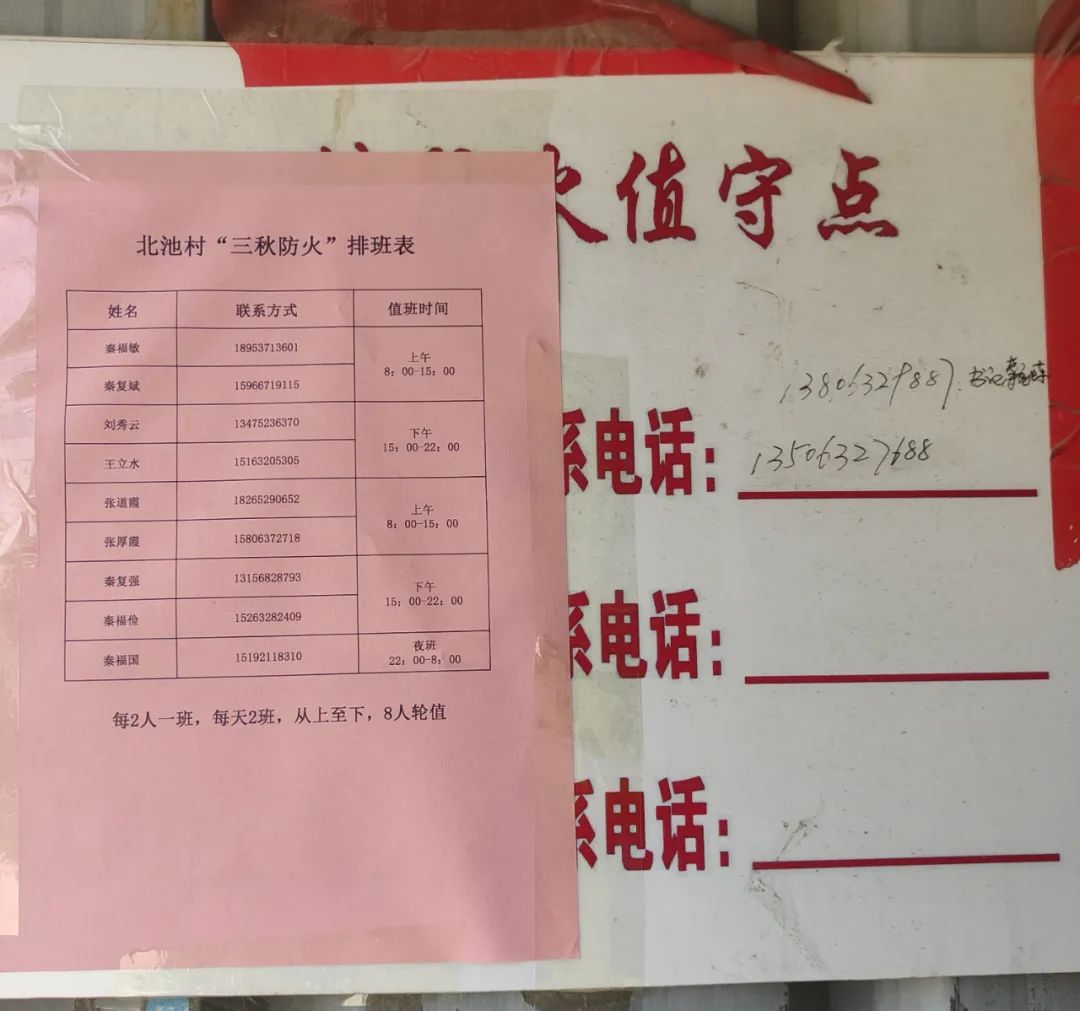 火值守点
北池村“三秋防火”排班表
姓名 联系方式 值班时间
秦福敏 18953713601 上午 8：00-15：00
秦复斌 15966719115
刘秀云 13475236370 下午 15：00-22：00
王立水 15163205305
张道霞 18265290652 上午 8：00-15：00
张厚霞 15806372718
秦复强 13156828793 下午 15：00-22：00
秦福俭 15263282409
秦福国 15192118310 夜班 22：00-8：00
每2人一班，每天2班，从上至下，8人轮值
13806329887 书记
系电话： 13506327688
系电话：
系电话：